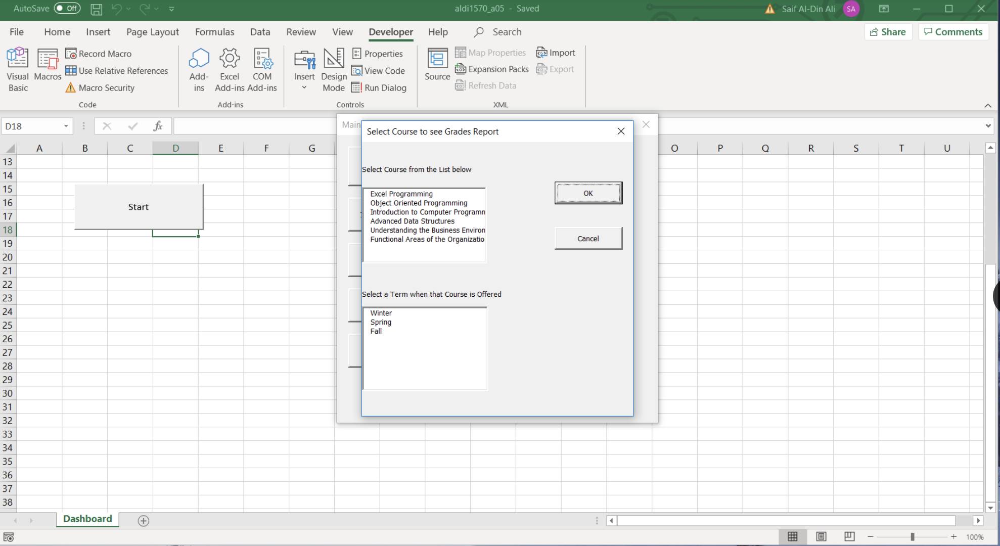 AutoSave Off
aldi1570_a05 - Saved
Saif Al-Din Ali SA
File Home Insert Page Layout Formulas Data Review View Developer Help Search Share Comments
Visual Basic
Macros
Record Macro
Use Relative References
Macro Security
Code
Add-ins
Excel Add-ins
COM Add-ins
Add-ins
Insert
Design Mode
Properties
View Code
Run Dialog
Controls
Source
Map Properties
Expansion Packs
Refresh Data
Import
Export
XML
D18 fx
Main
Select Course to see Grades Report
A B C D E F G O P Q R S T U
13
14
15
16
17
18
19
20
21
22
23
24
25
26
27
28
29
30
31
32
33
34
35
36
37
38
Start
Select Course from the List below
Excel Programming
Object Oriented Programming
Introduction to Computer Programm
Advanced Data Structures
Understanding the Business Environ
Functional Areas of the Organizatio
OK
Cancel
Select a Term when that Course is Offered
Winter
Spring
Fall
Dashboard
100%